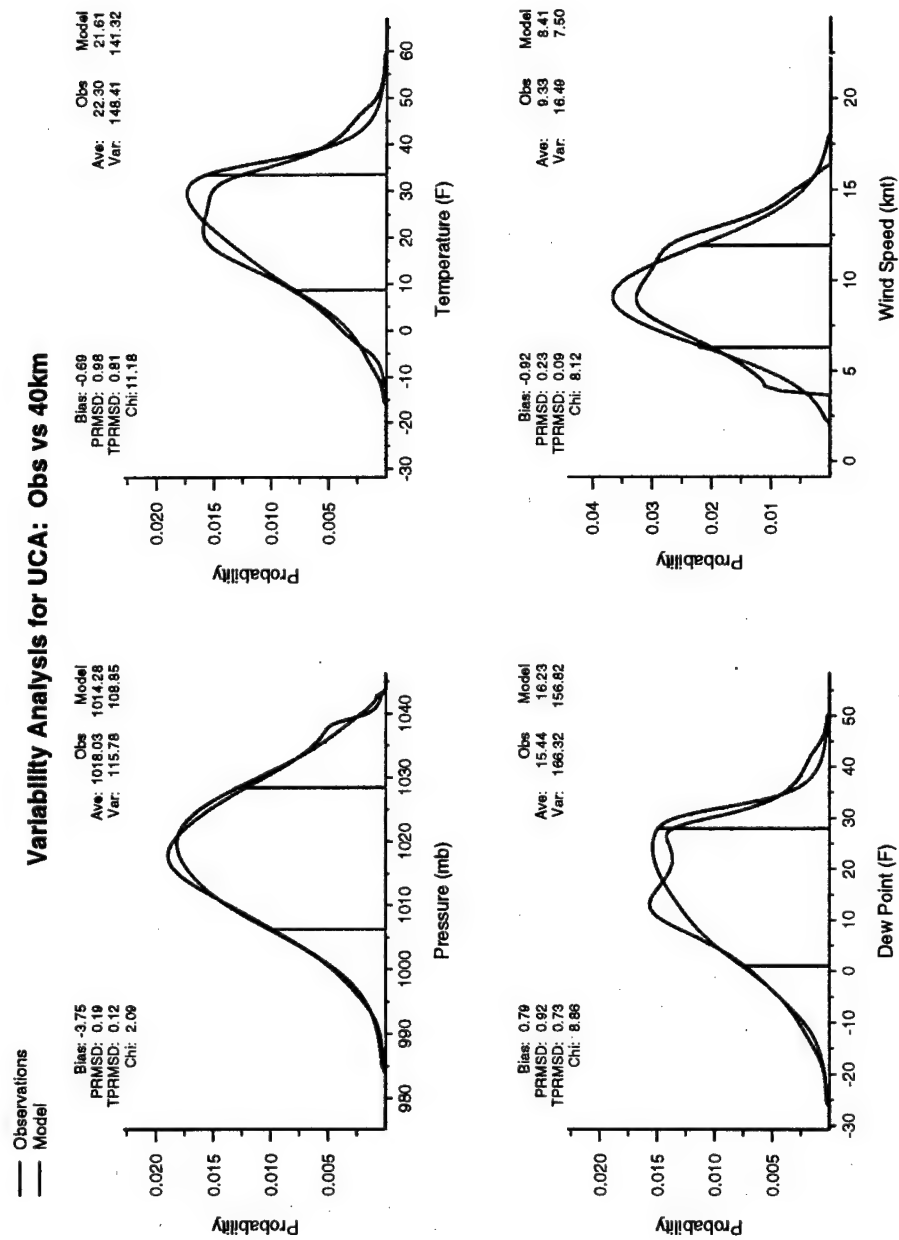 Variability Analysis for UCA: Obs vs 40km
Observations
Model
Bias: -3.75
PRMSD: 0.19
TPRMSD: 0.12
Chi: 2.09
Obs Model
Ave: 1018.03 1014.28
Var: 115.78 108.85
Probability
0.020
0.015
0.010
0.005
980 990 1000 1010 1020 1030 1040
Pressure (mb)
Bias: -0.69
PRMSD: 0.98
TPRMSD: 0.81
Chi: 11.18
Obs Model
Ave: 22.30 21.61
Var: 148.41 141.32
Probability
0.020
0.015
0.010
0.005
-30 -20 -10 0 10 20 30 40 50 60
Temperature (F)
Bias: 0.79
PRMSD: 0.92
TPRMSD: 0.73
Chi: 8.86
Obs Model
Ave: 15.44 16.23
Var: 166.32 156.82
Probability
0.020
0.015
0.010
0.005
-30 -20 -10 0 10 20 30 40 50
Dew Point (F)
Bias: -0.92
PRMSD: 0.23
TPRMSD: 0.09
Chi: 8.12
Obs Model
Ave: 9.33 8.41
Var: 16.49 7.50
Probability
0.04
0.03
0.02
0.01
0 5 10 15 20
Wind Speed (knt)